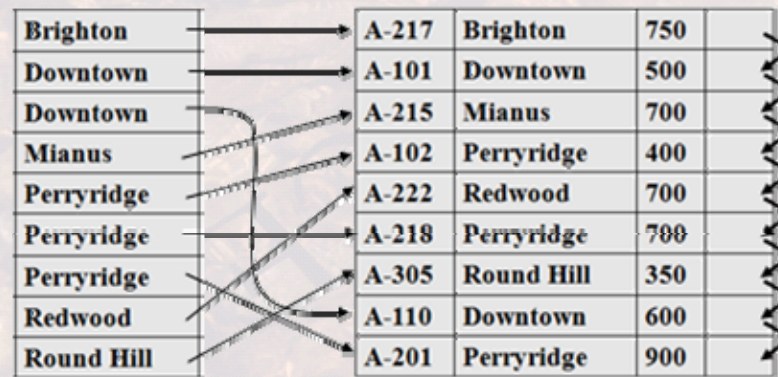 Brighton A-217 Brighton 750
Downtown A-101 Downtown 500
Downtown A-215 Mianus 700
Mianus A-102 Perryridge 400
Perryridge A-222 Redwood 700
Perryridge A-218 Perryridge 700
Perryridge A-305 Round Hill 350
Redwood A-110 Downtown 600
Round Hill A-201 Perryridge 900